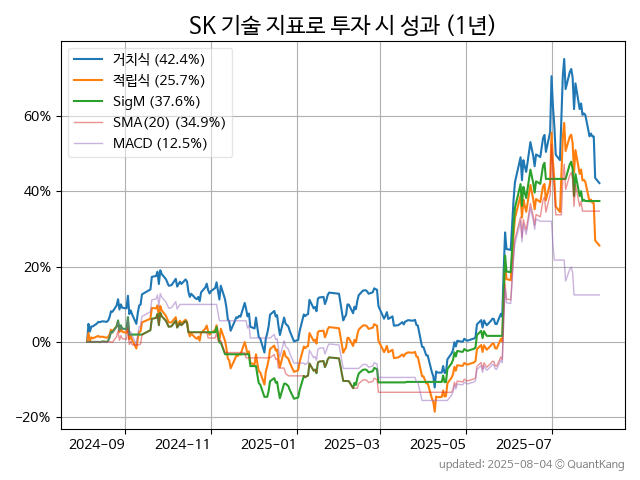 SK 기술 지표로 투자 시 성과 (1년)
거치식 (42.4%)
적립식 (25.7%)
SigM (37.6%)
SMA(20) (34.9%)
MACD (12.5%)
60%
40%
20%
0%
−20%
2024-09 2024-11 2025-01 2025-03 2025-05 2025-07
updated: 2025-08-04 © QuantKang